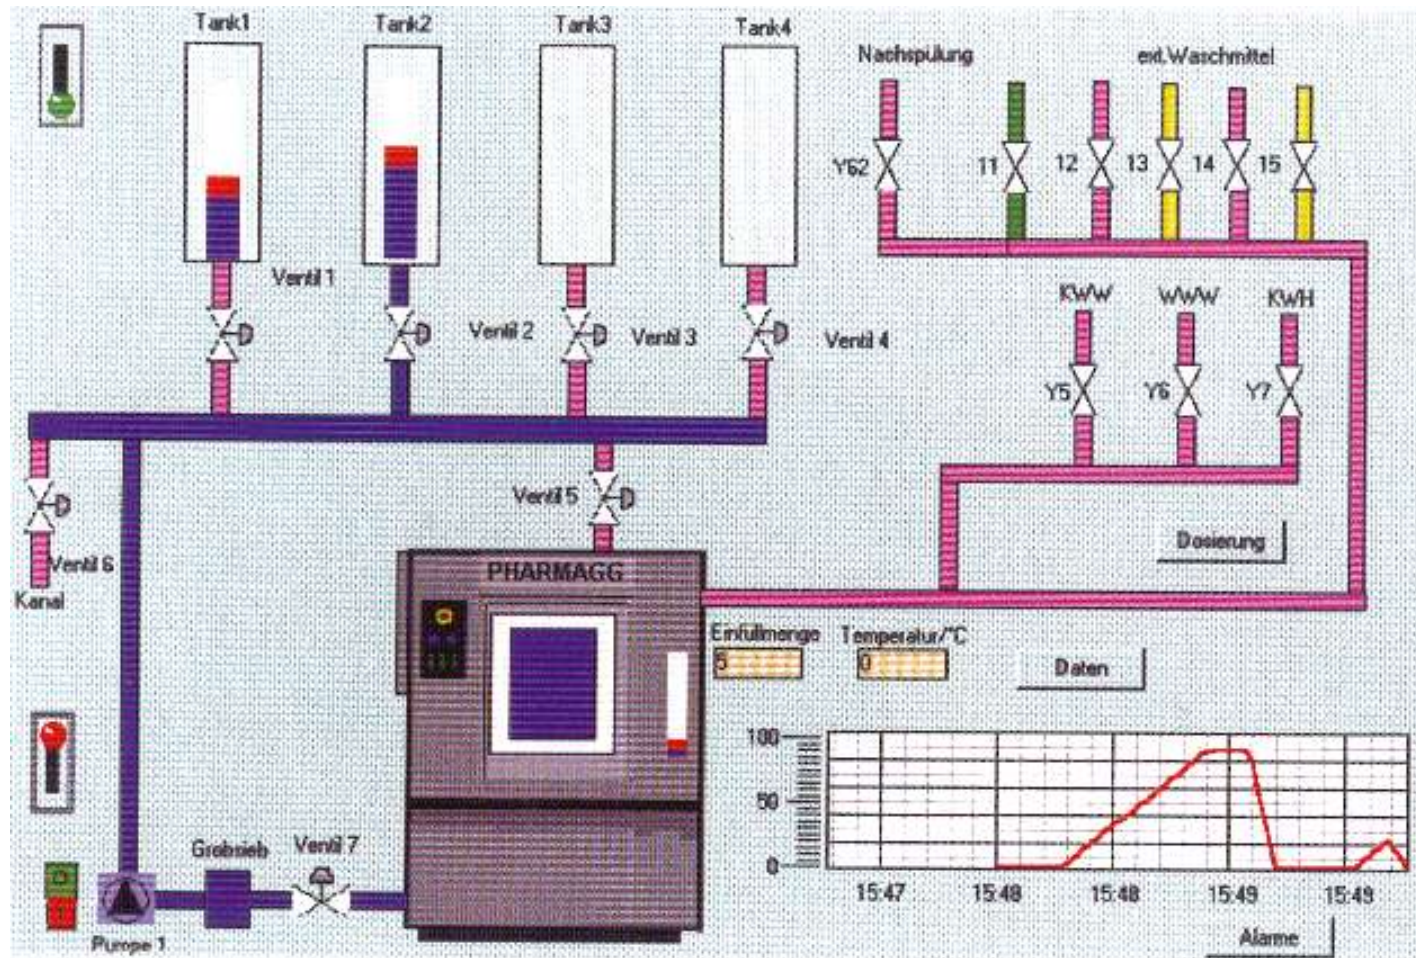 Tank1
Tank2
Tank3
Tank4
Nachspülung
ext.Waschmittel
Y62
11
12
13
14
15
Ventil 1
Ventil 2
Ventil 3
Ventil 4
KWW
WWW
KWH
Y5
Y6
Y7
Ventil 5
Ventil 6
Kanal
Dosierung
PHARMAGG
Einfüllmenge
Temperatur/°C
5
0
Daten
100
50
0
15:47
15:48
15:48
15:49
15:49
Grobsieb
Ventil 7
Pumpe 1
Alarme